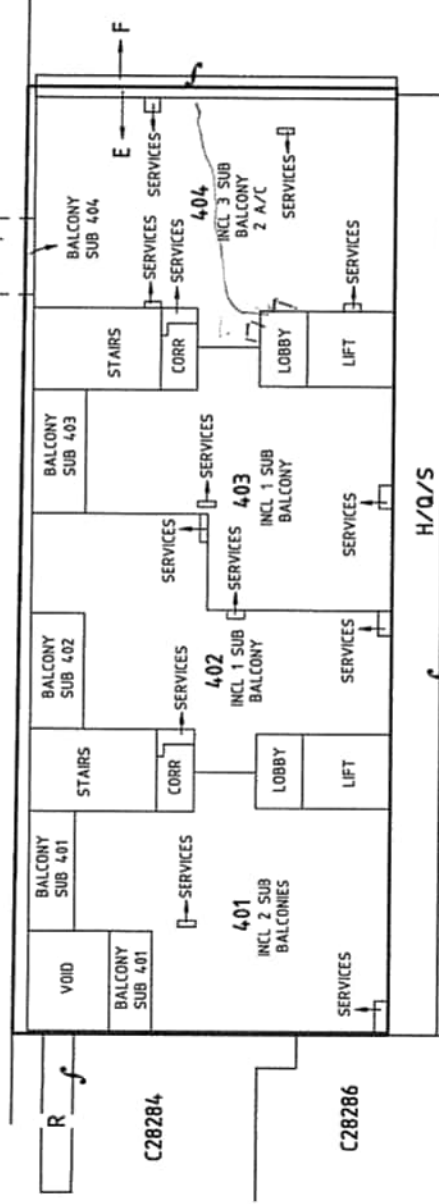 R
C28284
C28286
VOID
BALCONY
SUB 401
BALCONY
SUB 401
SERVICES
401
INCL 2 SUB
BALCONIES
SERVICES
STAIRS
CORR
SERVICES
LOBBY
LIFT
BALCONY
SUB 402
402
INCL 1 SUB
BALCONY
SERVICES
SERVICES
SERVICES
BALCONY
SUB 403
SERVICES
403
INCL 1 SUB
BALCONY
SERVICES
STAIRS
CORR
SERVICES
SERVICES
LOBBY
LIFT
SERVICES
BALCONY
SUB 404
SERVICES
404
INCL 3 SUB
BALCONY
2 A/C
SERVICES
E
F
H/Q/S